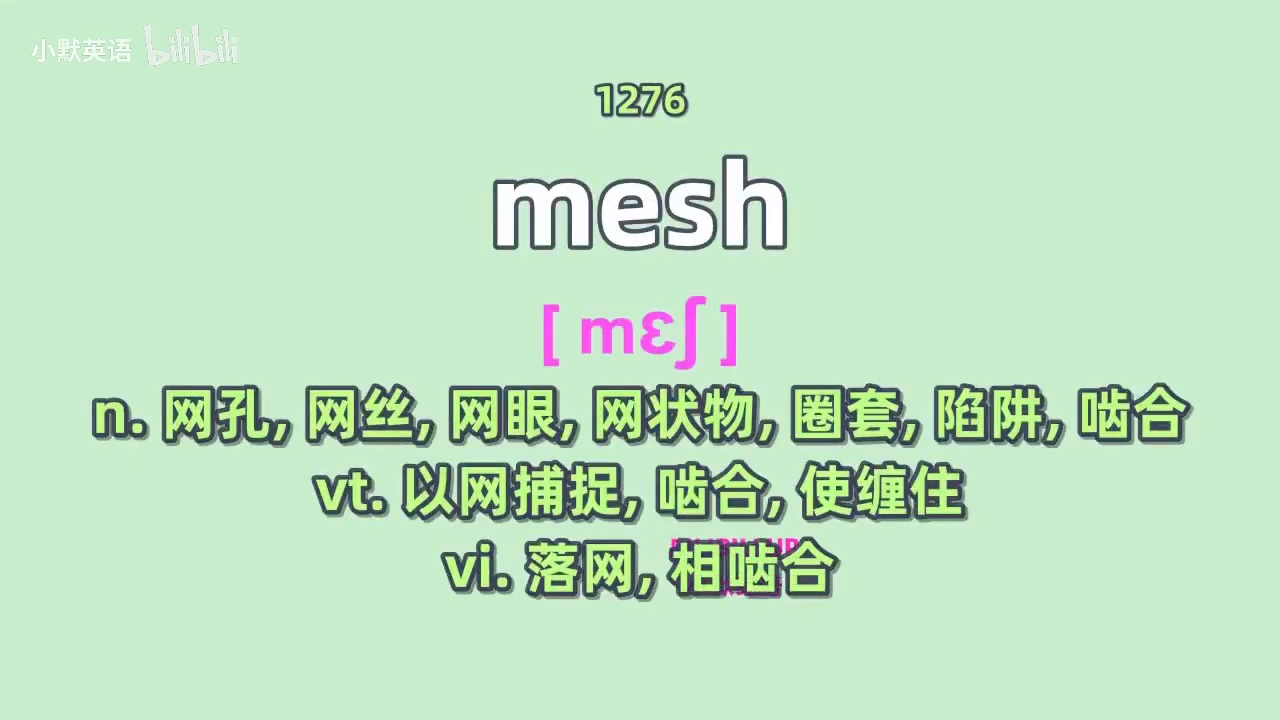 小默英语 bilibili
1276
mesh
[ mɛʃ ]
n. 网孔, 网丝, 网眼, 网状物, 圈套, 陷阱, 啮合
vt. 以网捕捉, 啮合, 使缠住
vi. 落网, 相啮合